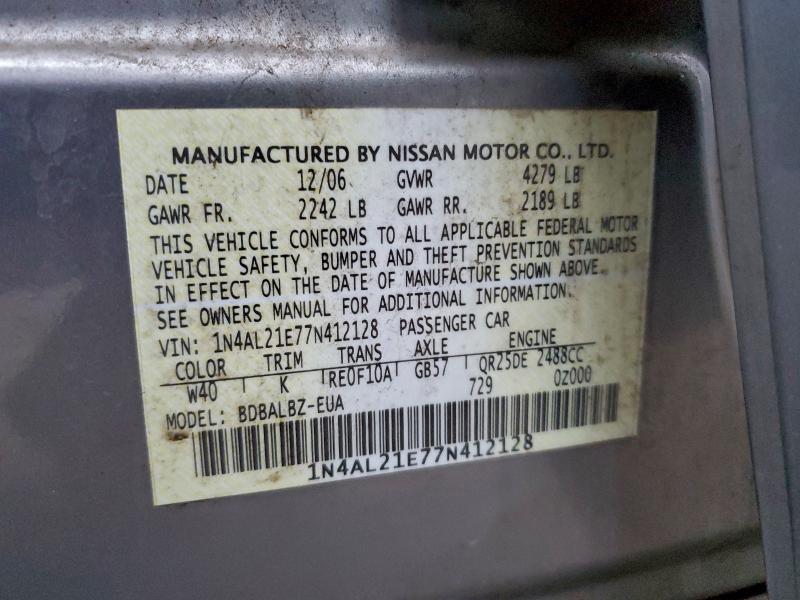 MANUFACTURED BY NISSAN MOTOR CO., LTD.
DATE 12/06 GVWR 4279 LB
GAWR FR. 2242 LB GAWR RR. 2189 LB
THIS VEHICLE CONFORMS TO ALL APPLICABLE FEDERAL MOTOR
VEHICLE SAFETY, BUMPER AND THEFT PREVENTION STANDARDS
IN EFFECT ON THE DATE OF MANUFACTURE SHOWN ABOVE.
SEE OWNERS MANUAL FOR ADDITIONAL INFORMATION.
VIN: 1N4AL21E77N412128 PASSENGER CAR
COLOR TRIM TRANS AXLE ENGINE
W40 K RE0F10A GB57 QR25DE 2488CC
MODEL: BDBALBZ-EUA 729 0Z000
1N4AL21E77N412128